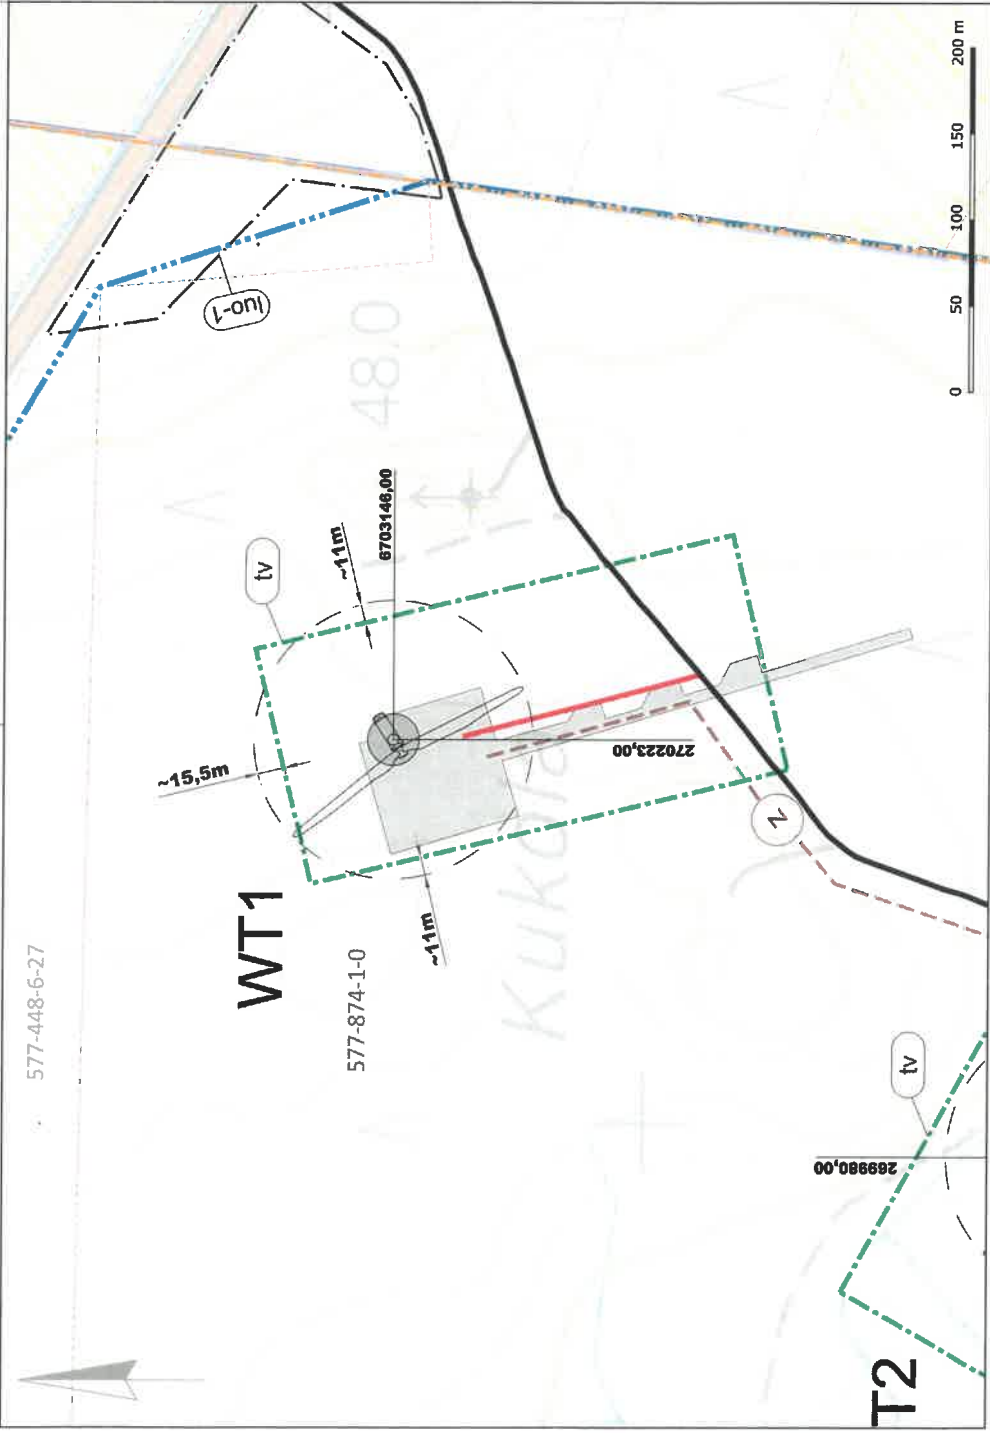 577-448-6-27
WT1
577-874-1-0
~15,5m
~11m
~11m
tv
6703146,00
270223,00
luo-1
48.0
Kukola
Z
tv
269980,00
T2
0
50
100
150
200 m